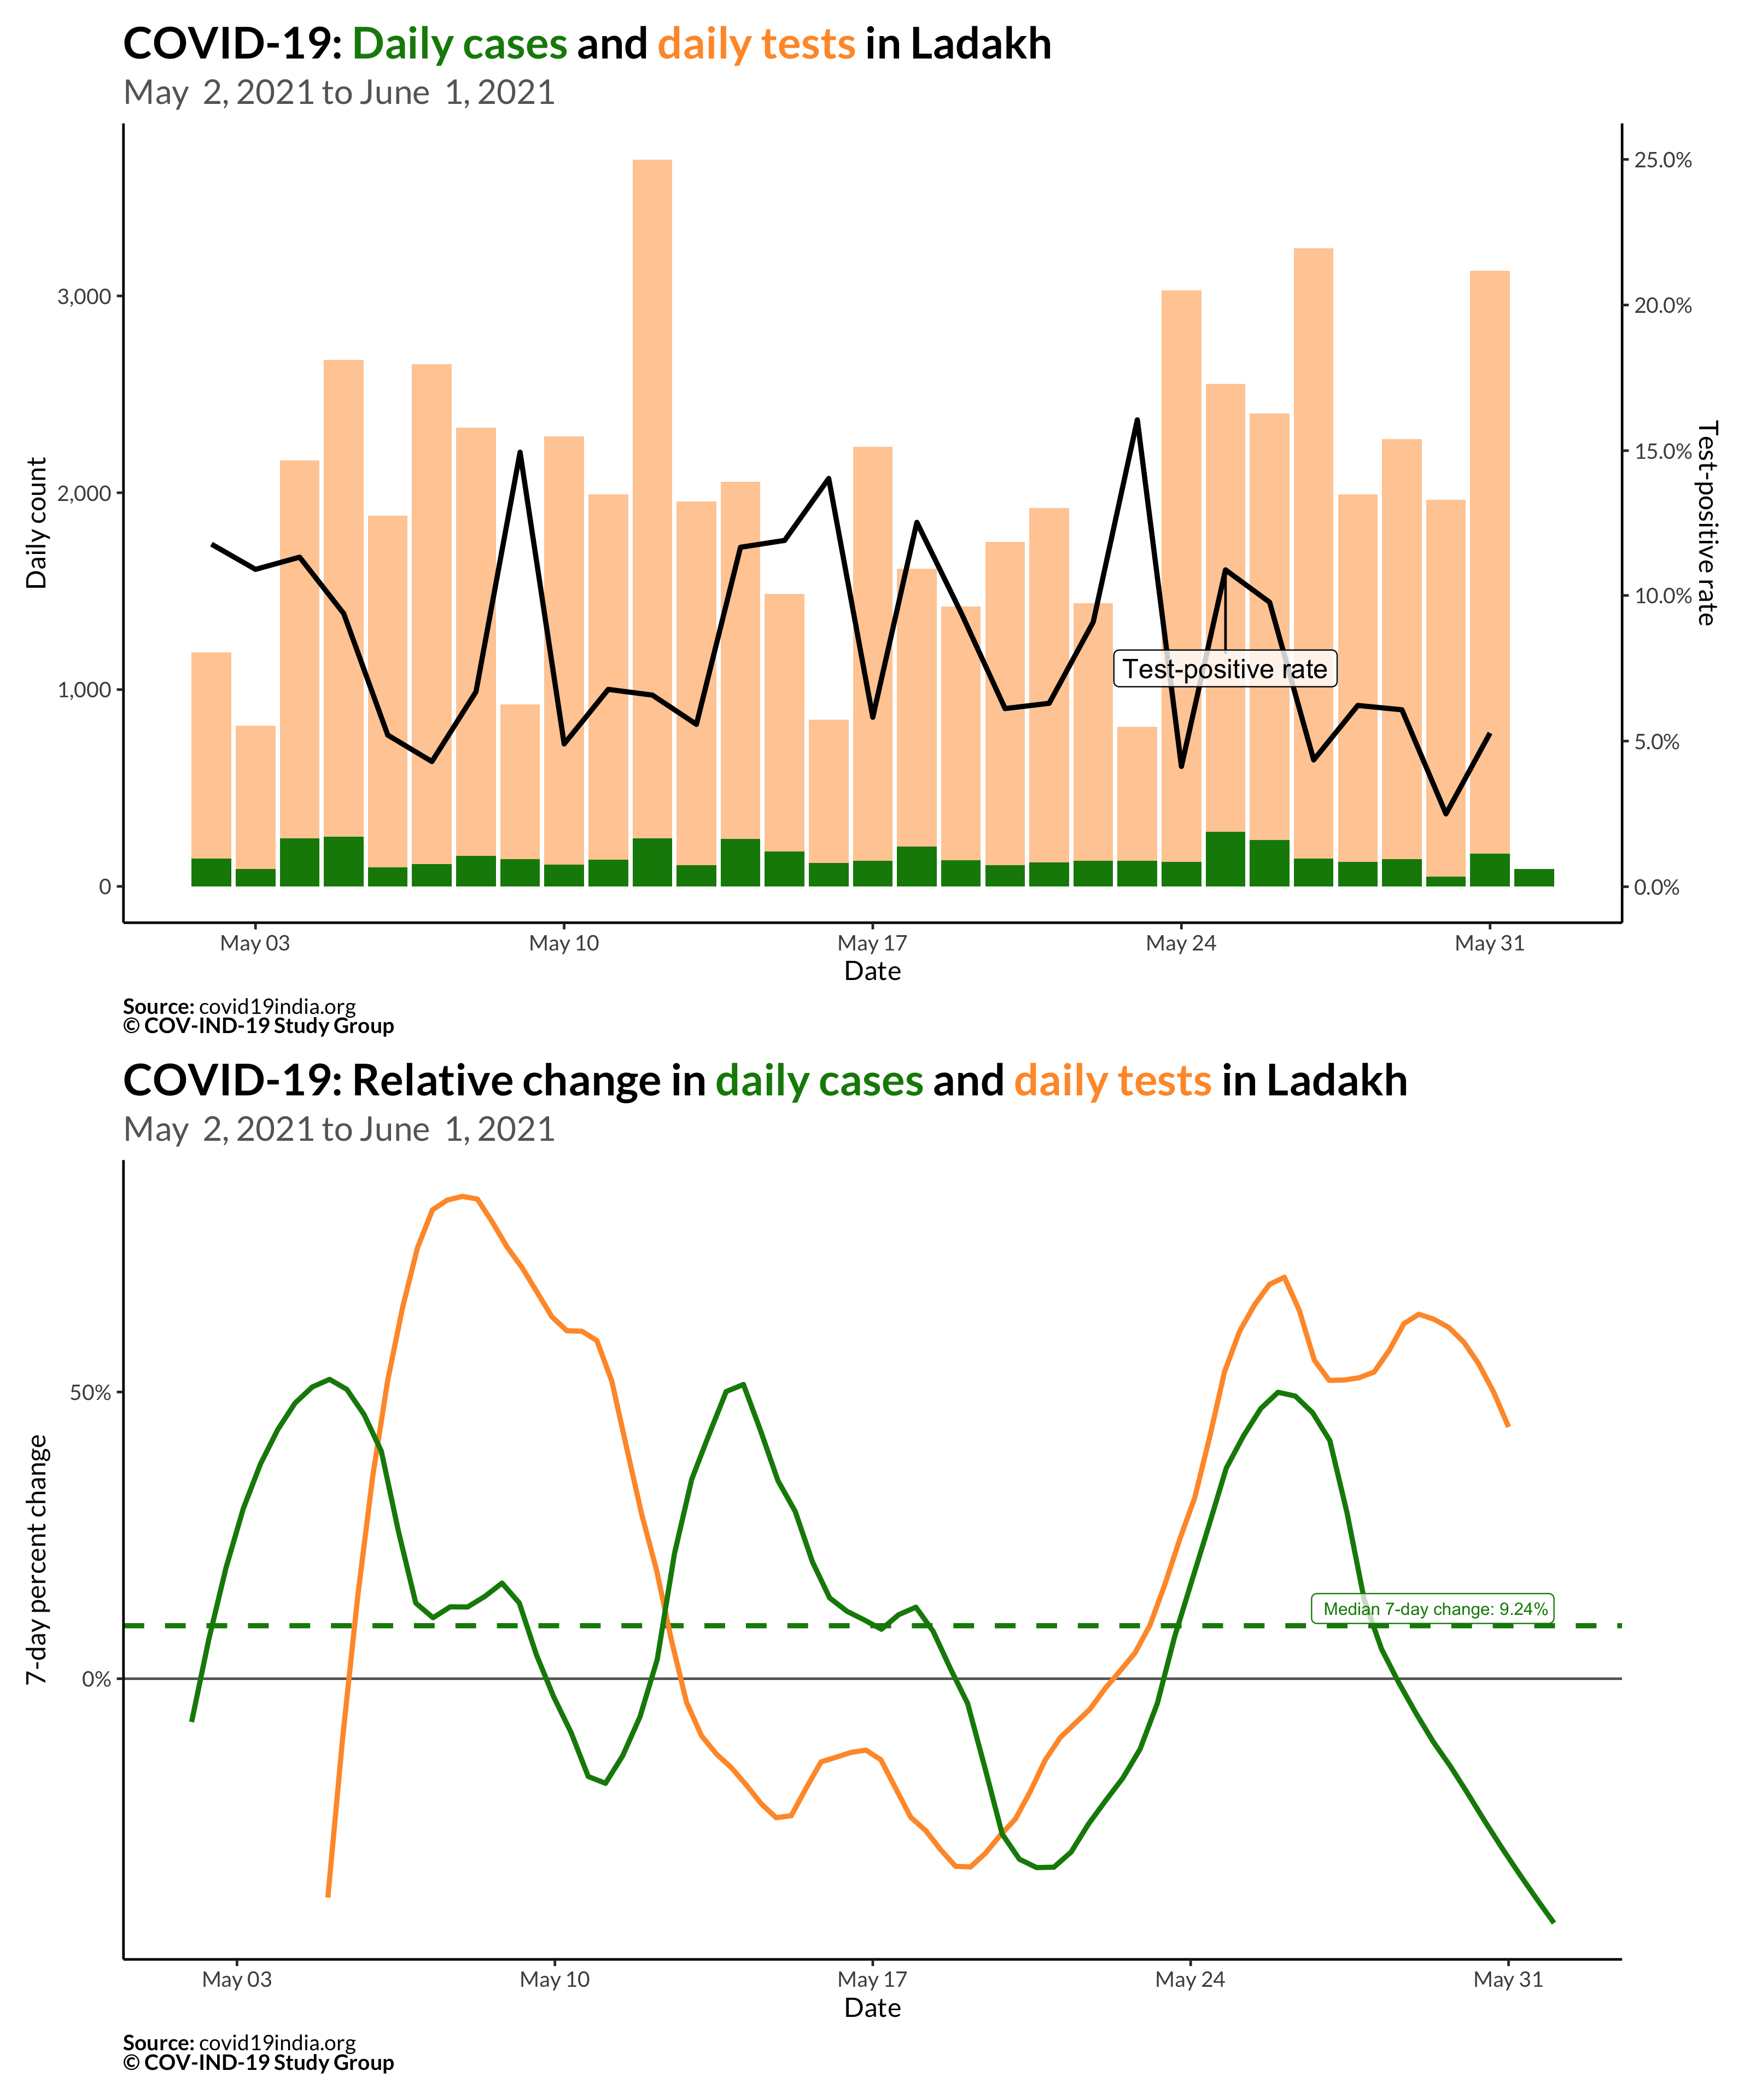 COVID-19: Daily cases and daily tests in Ladakh
May 2, 2021 to June 1, 2021
Daily count
3,000
2,000
1,000
0
25.0%
20.0%
15.0%
10.0%
5.0%
0.0%
Test-positive rate
Test-positive rate
May 03
May 10
May 17
May 24
May 31
Date
Source: covid19india.org
© COV-IND-19 Study Group
COVID-19: Relative change in daily cases and daily tests in Ladakh
May 2, 2021 to June 1, 2021
7-day percent change
50%
0%
Median 7-day change: 9.24%
May 03
May 10
May 17
May 24
May 31
Date
Source: covid19india.org
© COV-IND-19 Study Group